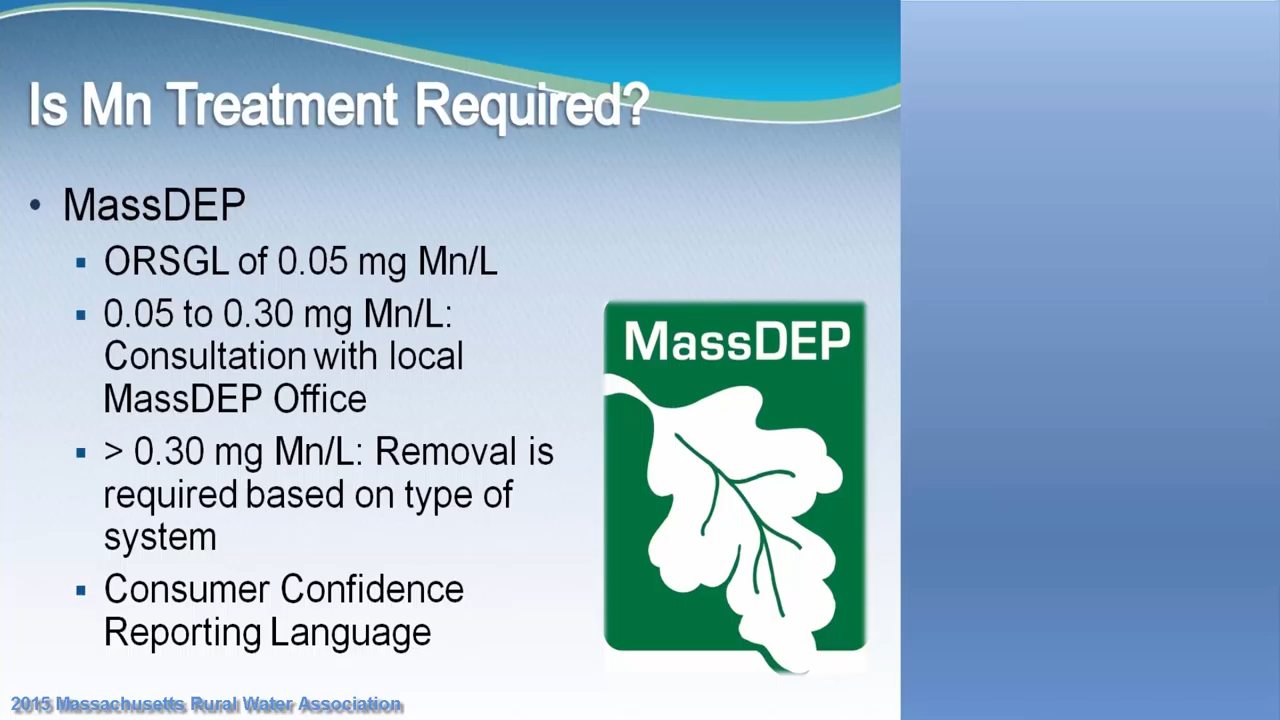 Is Mn Treatment Required?
• MassDEP
▪ ORSGL of 0.05 mg Mn/L
▪ 0.05 to 0.30 mg Mn/L:
Consultation with local
MassDEP Office
▪ > 0.30 mg Mn/L: Removal is
required based on type of
system
▪ Consumer Confidence
Reporting Language
MassDEP
2015 Massachusetts Rural Water Association